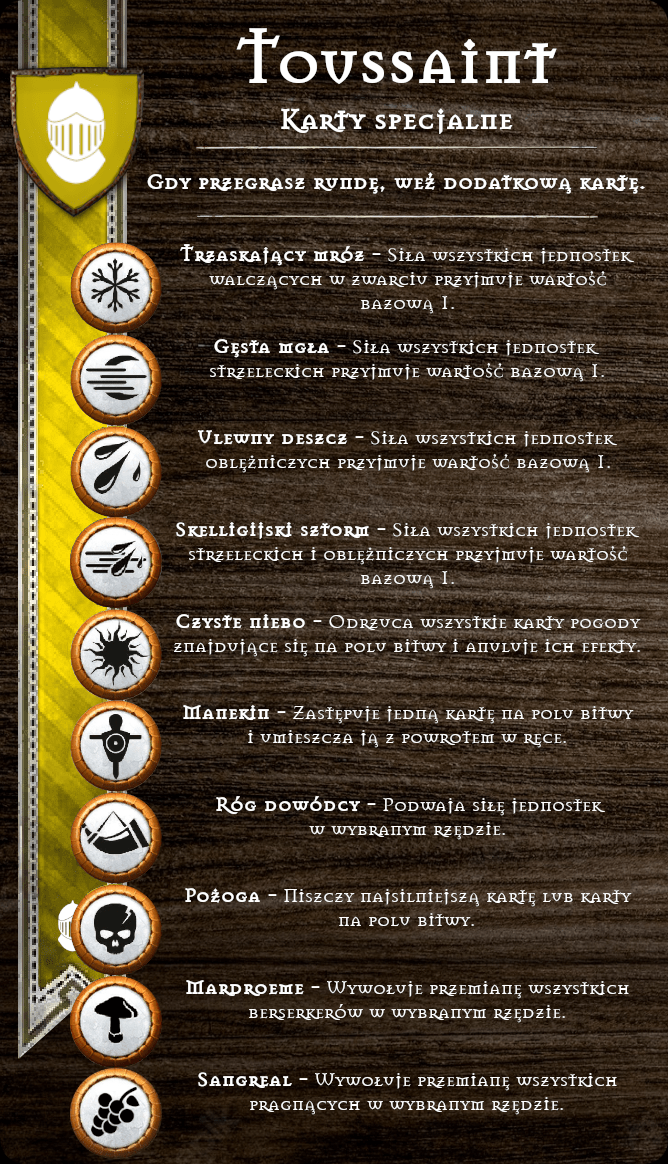 Toussaint
Karty specjalne
Gdy przegrasz rundę, weź dodatkową kartę.
Trzaskający mróz – Siła wszystkich jednostek
walczących w zwarciu przyjmuje wartość
bazową 1.
Gęsta mgła – Siła wszystkich jednostek
strzeleckich przyjmuje wartość bazową 1.
Ulewny deszcz – Siła wszystkich jednostek
oblężniczych przyjmuje wartość bazową 1.
Skelligijski sztorm – Siła wszystkich jednostek
strzeleckich i oblężniczych przyjmuje wartość
bazową 1.
Czyste niebo – Odrzuca wszystkie karty pogody
znajdujące się na polu bitwy i anuluje ich efekty.
Manekin – Zastępuje jedną kartę na polu bitwy
i umieszcza ją z powrotem w ręce.
Róg dowódcy – Podwaja siłę jednostek
w wybranym rzędzie.
Pożoga – Niszczy najsilniejszą kartę lub karty
na polu bitwy.
Mardroeme – Wywołuje przemianę wszystkich
berserkerów w wybranym rzędzie.
Sangreal – Wywołuje przemianę wszystkich
pragnących w wybranym rzędzie.